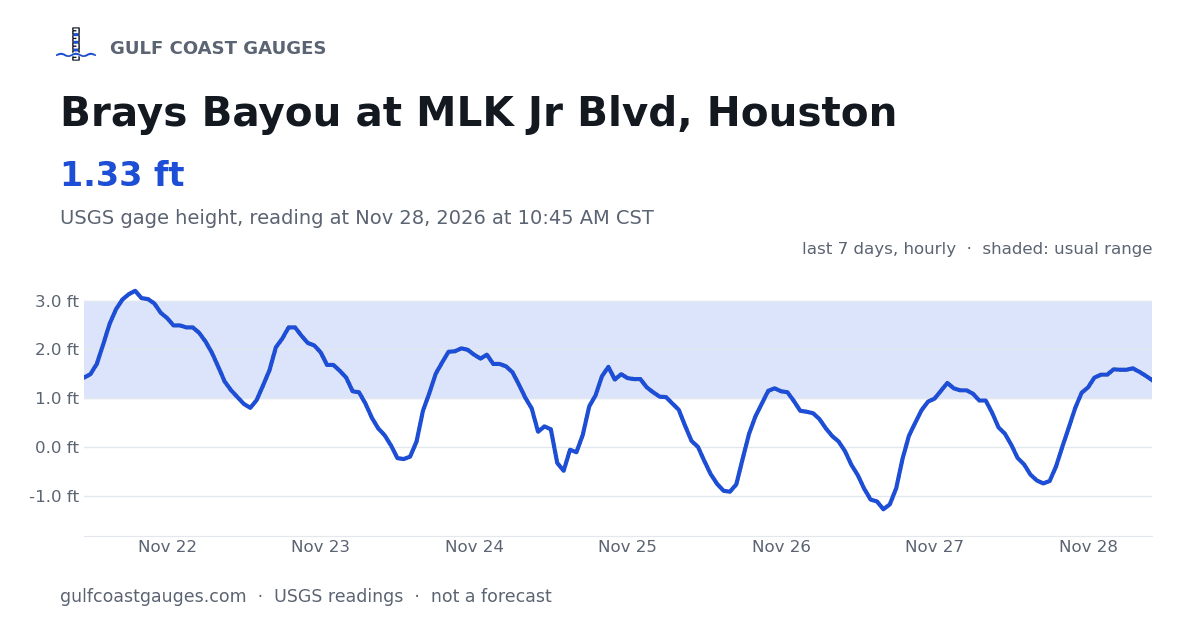 GULF COAST GAUGES
Brays Bayou at MLK Jr Blvd, Houston
1.33 ft
USGS gage height, reading at Nov 28, 2026 at 10:45 AM CST
last 7 days, hourly · shaded: usual range
3.0 ft
2.0 ft
1.0 ft
0.0 ft
-1.0 ft
Nov 22 Nov 23 Nov 24 Nov 25 Nov 26 Nov 27 Nov 28
gulfcoastgauges.com · USGS readings · not a forecast